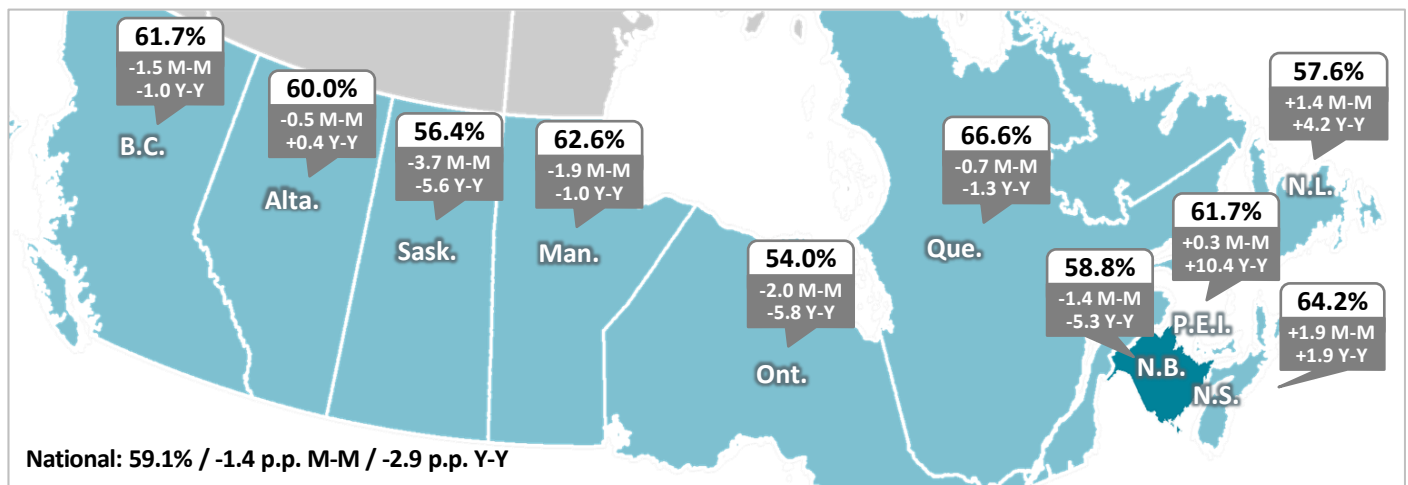 61.7%
-1.5 M-M
-1.0 Y-Y
B.C.
60.0%
-0.5 M-M
+0.4 Y-Y
Alta.
56.4%
-3.7 M-M
-5.6 Y-Y
Sask.
62.6%
-1.9 M-M
-1.0 Y-Y
Man.
54.0%
-2.0 M-M
-5.8 Y-Y
Ont.
66.6%
-0.7 M-M
-1.3 Y-Y
Que.
58.8%
-1.4 M-M
-5.3 Y-Y
N.B.
61.7%
+0.3 M-M
+10.4 Y-Y
P.E.I.
57.6%
+1.4 M-M
+4.2 Y-Y
N.L.
64.2%
+1.9 M-M
+1.9 Y-Y
N.S.
National: 59.1% / -1.4 p.p. M-M / -2.9 p.p. Y-Y